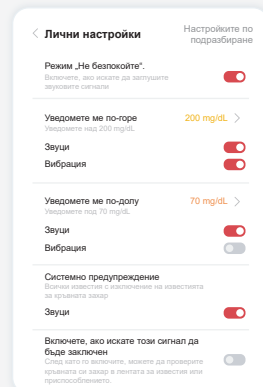 Лични настройки
Настройките по
подразбиране
Режим „Не безпокойте".
Включете, ако искате да заглушите
звуковите сигнали
Уведомете ме по-горе
200 mg/dL
Уведомете над 200 mg/dL
Звуци
Вибрация
Уведомете ме по-долу
70 mg/dL
Уведомете под 70 mg/dL
Звуци
Вибрация
Системно предупреждение
Всички известия с изключение на известията
за кръвната захар
Звуци
Включете, ако искате този сигнал да
бъде заключен
След като го включите, можете да проверите
кръвната си захар в лентата за известия или
приспособлението.